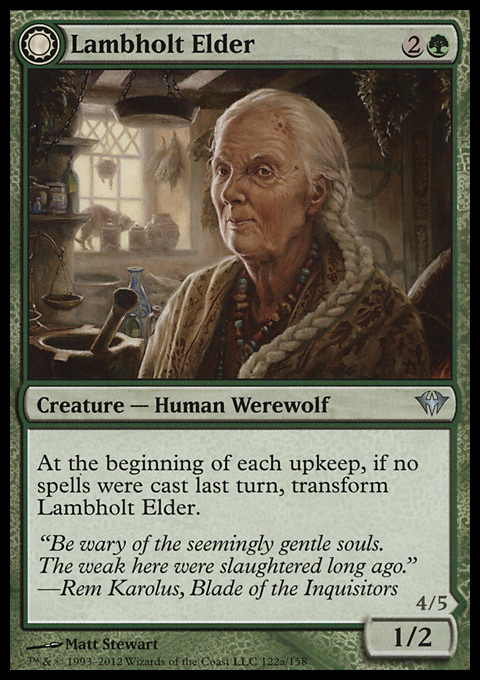 Lambholt Elder 2
Creature — Human Werewolf
At the beginning of each upkeep, if no
spells were cast last turn, transform
Lambholt Elder.
“Be wary of the seemingly gentle souls.
The weak here were slaughtered long ago.”
—Rem Karolus, Blade of the Inquisitors
4/5
1/2
Matt Stewart
™ & © 1993–2012 Wizards of the Coast LLC 122a/158